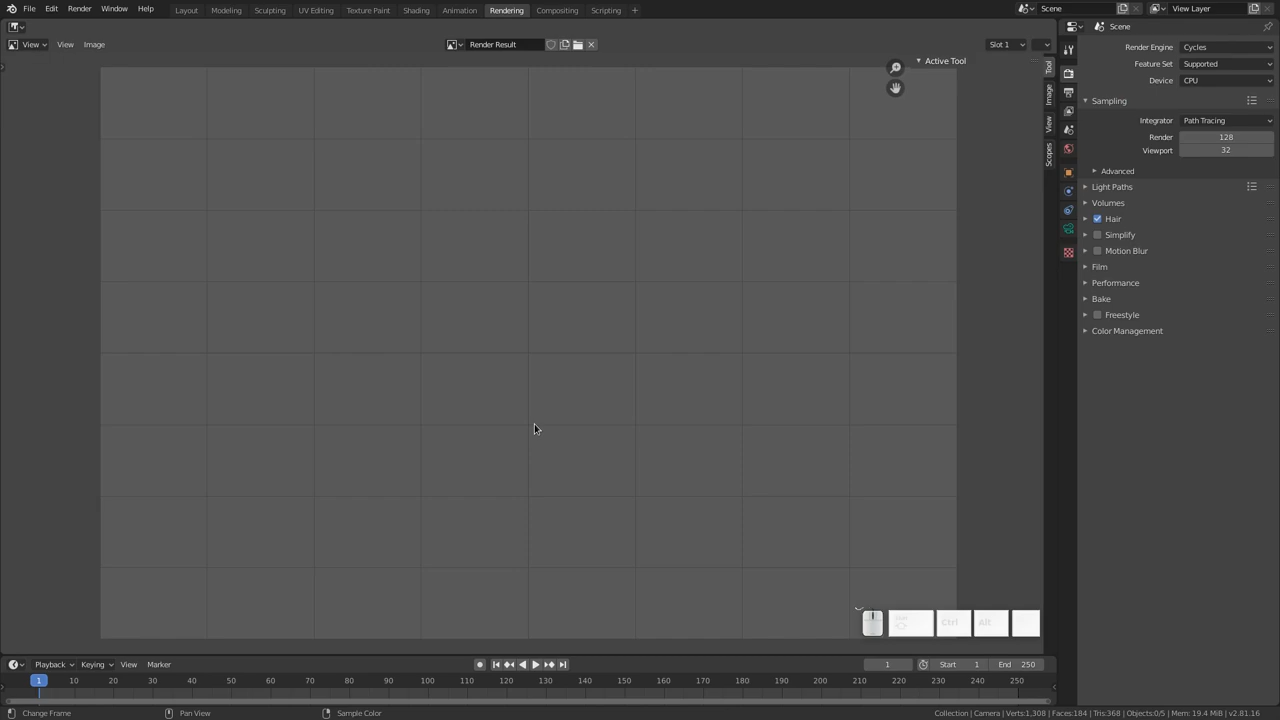 File Edit Render Window Help Layout Modeling Sculpting UV Editing Texture Paint Shading Animation Rendering Compositing Scripting + Scene View Layer
Scene
View View Image Render Result Slot 1
Render Engine Cycles
Active Tool
Feature Set Supported
Device CPU
Tool
Image
View
Scopes
Sampling
Integrator Path Tracing
Render 128
Viewport 32
Advanced
Light Paths
Volumes
Hair
Simplify
Motion Blur
Film
Performance
Bake
Freestyle
Color Management
Ctrl Alt
Playback Keying View Marker 1 Start 1 End 250
1 10 20 30 40 50 60 70 80 90 100 110 120 130 140 150 160 170 180 190 200 210 220 230 240 250
Change Frame Pan View Sample Color Collection | Camera | Verts:1,308 | Faces:184 | Tris:368 | Objects:0/5 | Mem: 19.4 MiB | v2.81.16